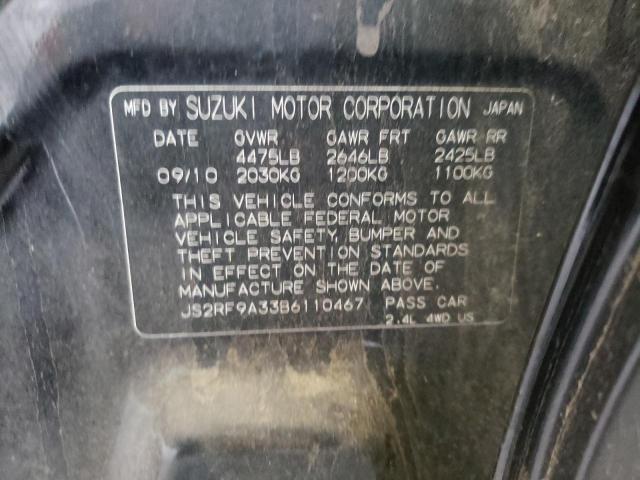 MFD BY SUZUKI MOTOR CORPORATION JAPAN
DATE GVWR GAWR FRT GAWR RR
4475LB 2646LB 2425LB
09/10 2030KG 1200KG 1100KG
THIS VEHICLE CONFORMS TO ALL
APPLICABLE FEDERAL MOTOR
VEHICLE SAFETY, BUMPER AND
THEFT PREVENTION STANDARDS
IN EFFECT ON THE DATE OF
MANUFACTURE SHOWN ABOVE.
JS2RF9A33B6110467 PASS CAR
2.4L 4WD US